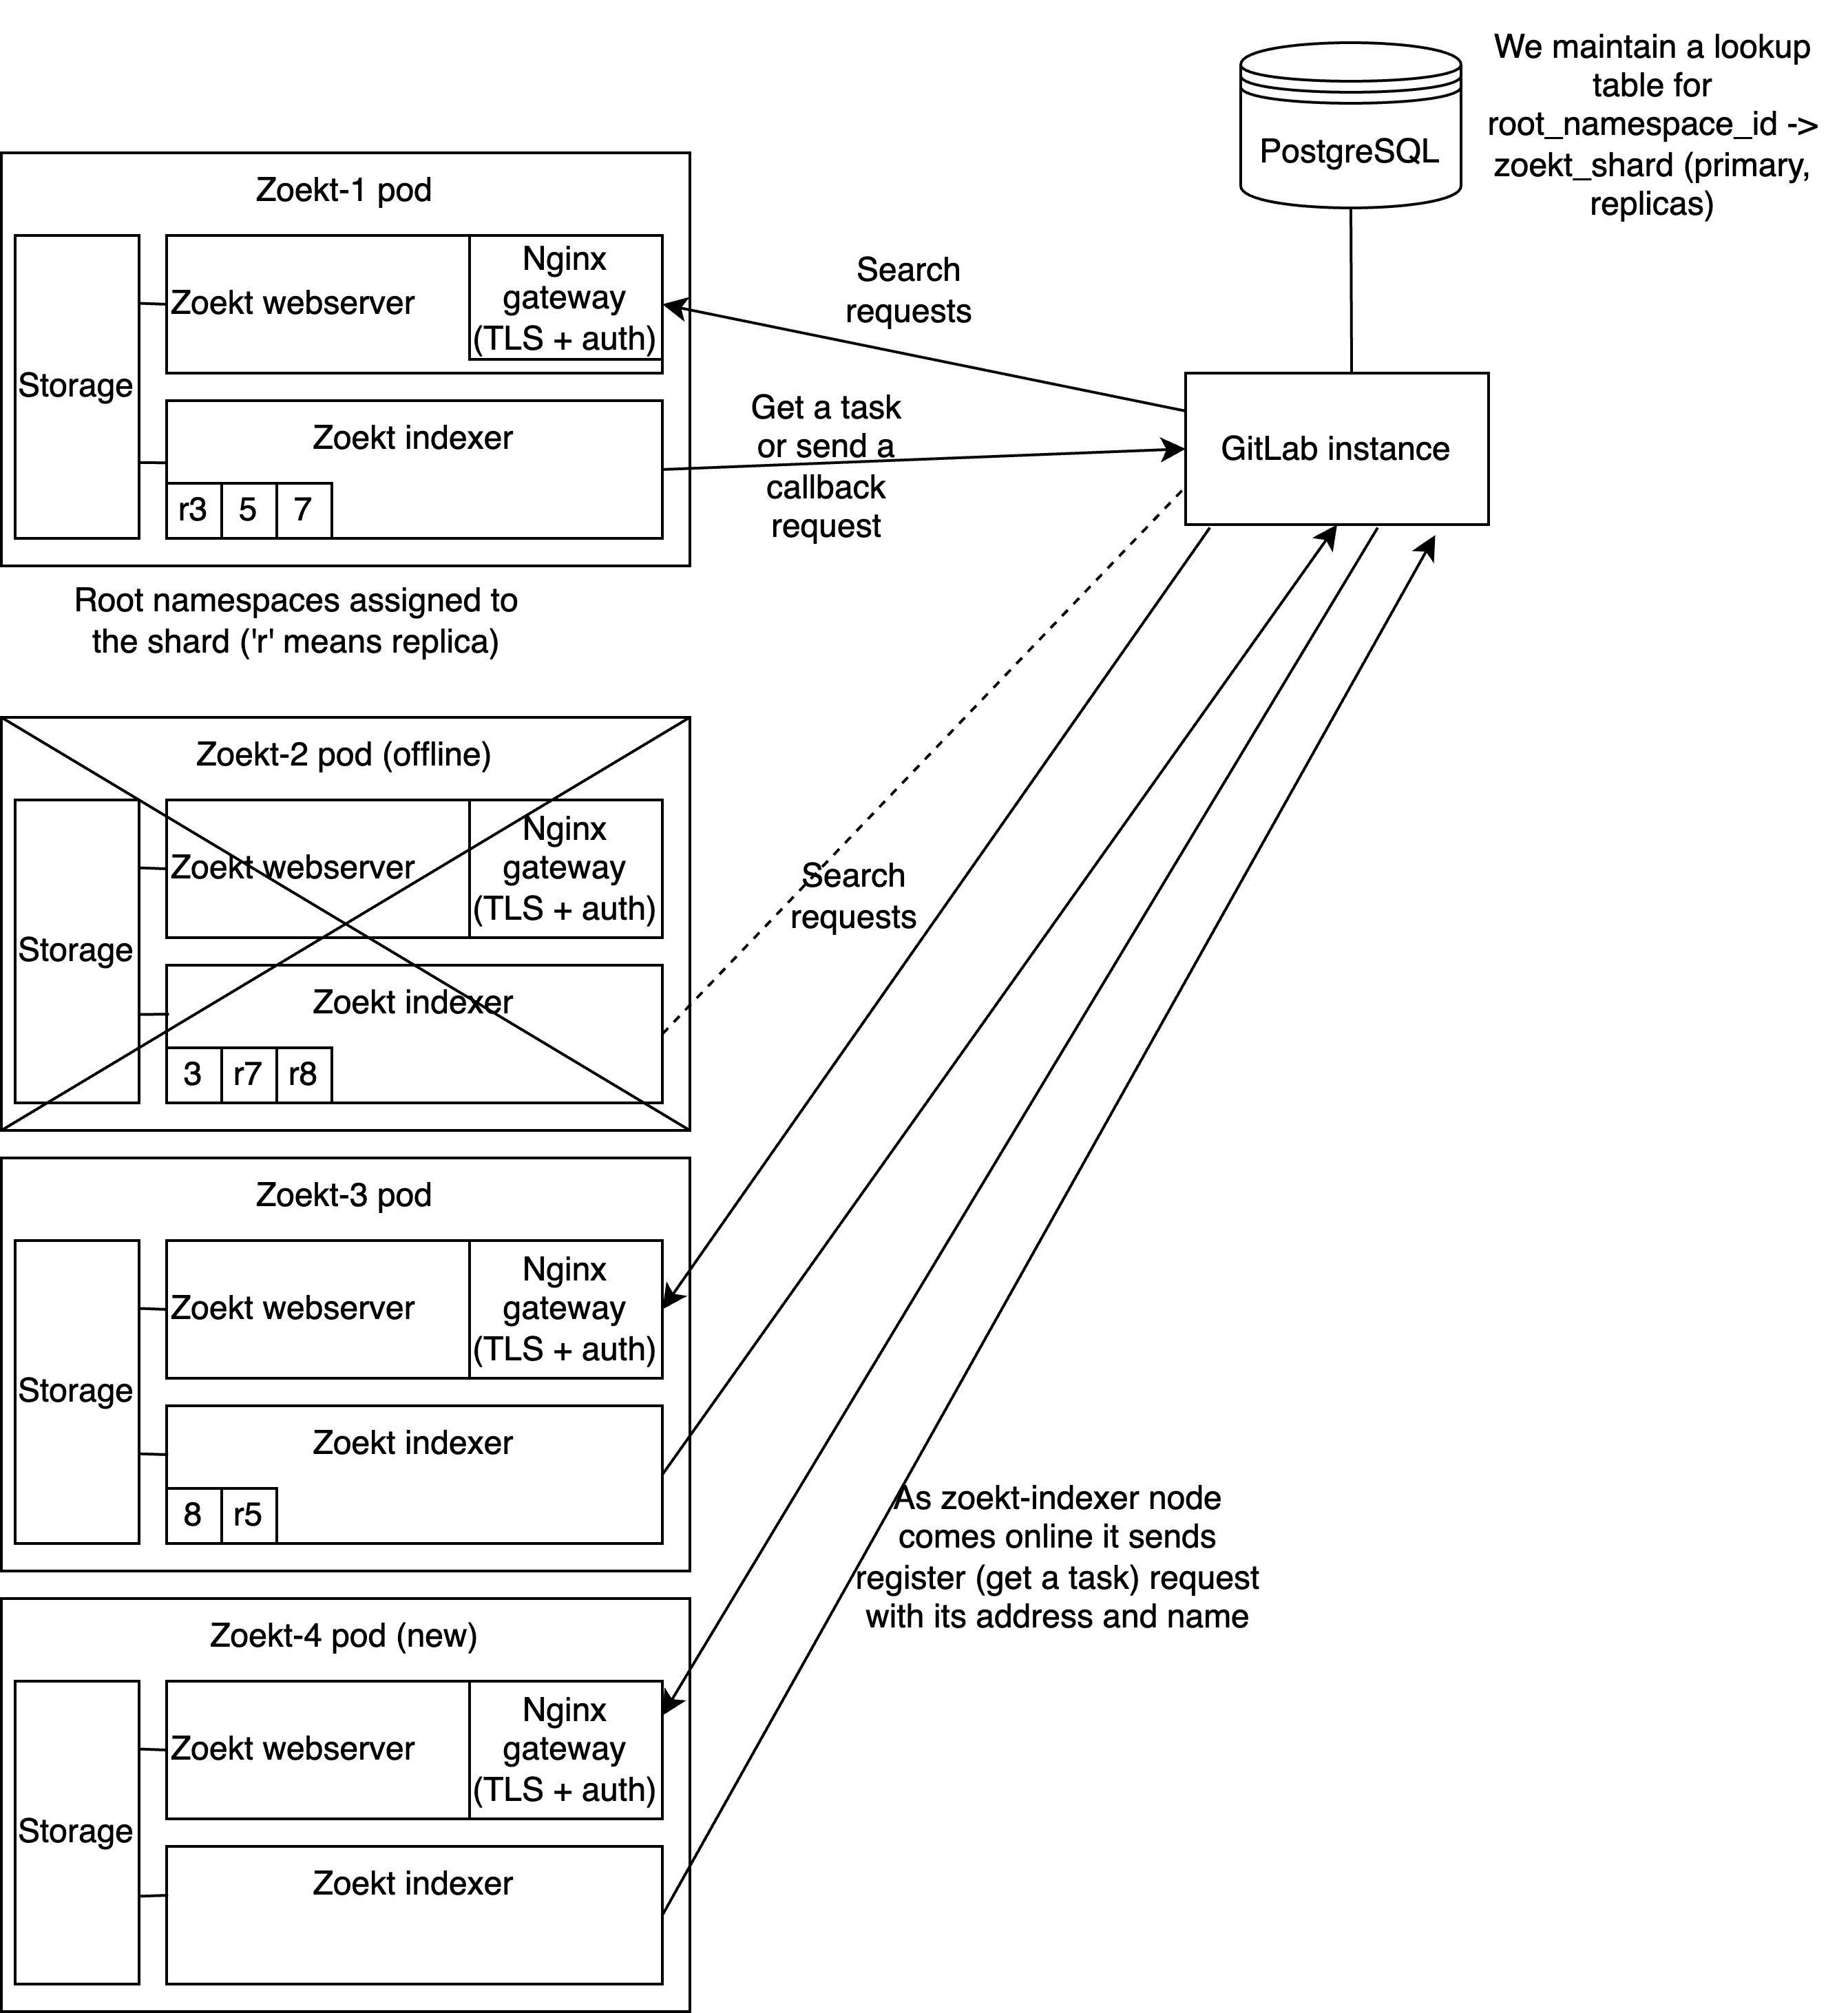 We maintain a lookup
table for
root_namespace_id ->
zoekt_shard (primary,
replicas)
PostgreSQL
Zoekt-1 pod
Storage
Zoekt webserver
Nginx
gateway
(TLS + auth)
Zoekt indexer
r3 5 7
Search
requests
Get a task
or send a
callback
request
GitLab instance
Root namespaces assigned to
the shard ('r' means replica)
Zoekt-2 pod (offline)
Storage
Zoekt webserver
Nginx
gateway
(TLS + auth)
Zoekt indexer
3 r7 r8
Search
requests
Zoekt-3 pod
Storage
Zoekt webserver
Nginx
gateway
(TLS + auth)
Zoekt indexer
8 r5
As zoekt-indexer node
comes online it sends
register (get a task) request
with its address and name
Zoekt-4 pod (new)
Storage
Zoekt webserver
Nginx
gateway
(TLS + auth)
Zoekt indexer